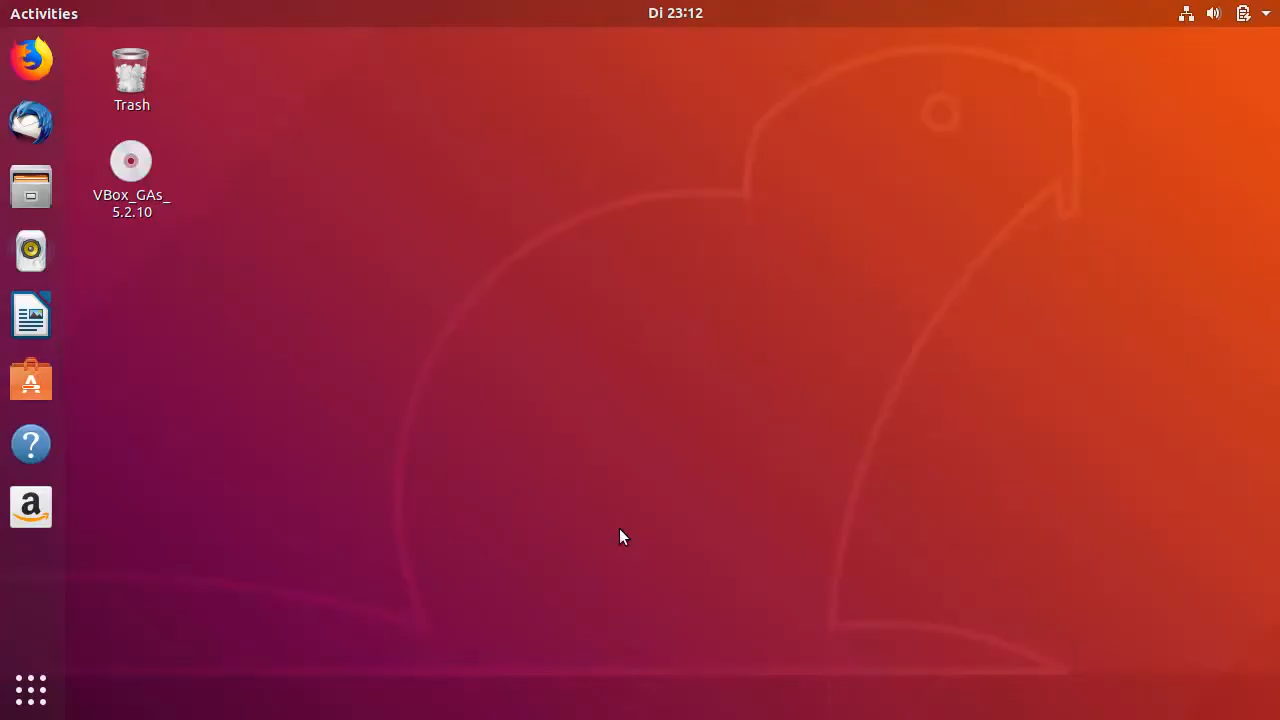 Activities
Di 23:12
Trash
VBox_GAs_
5.2.10
A
?
a